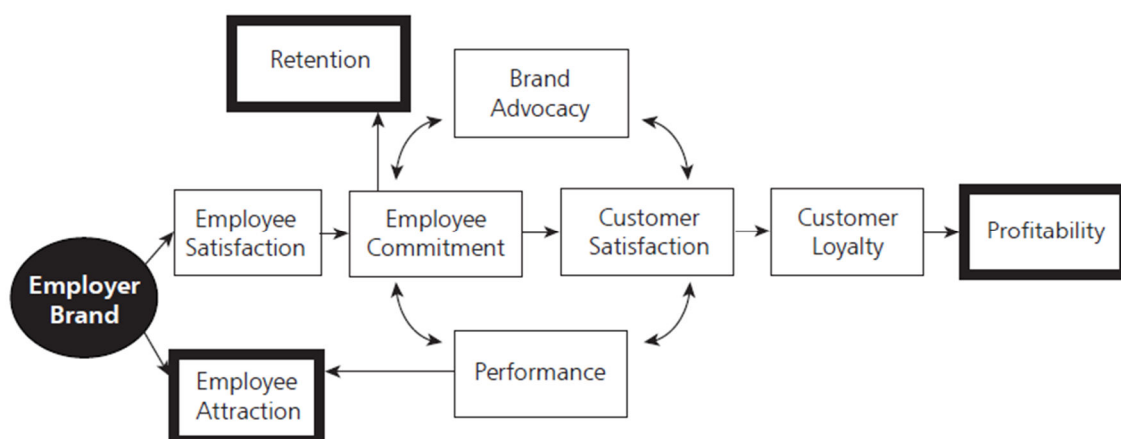 Retention
Brand
Advocacy
Employee
Satisfaction
Employee
Commitment
Customer
Satisfaction
Customer
Loyalty
Profitability
Employer
Brand
Employee
Attraction
Performance